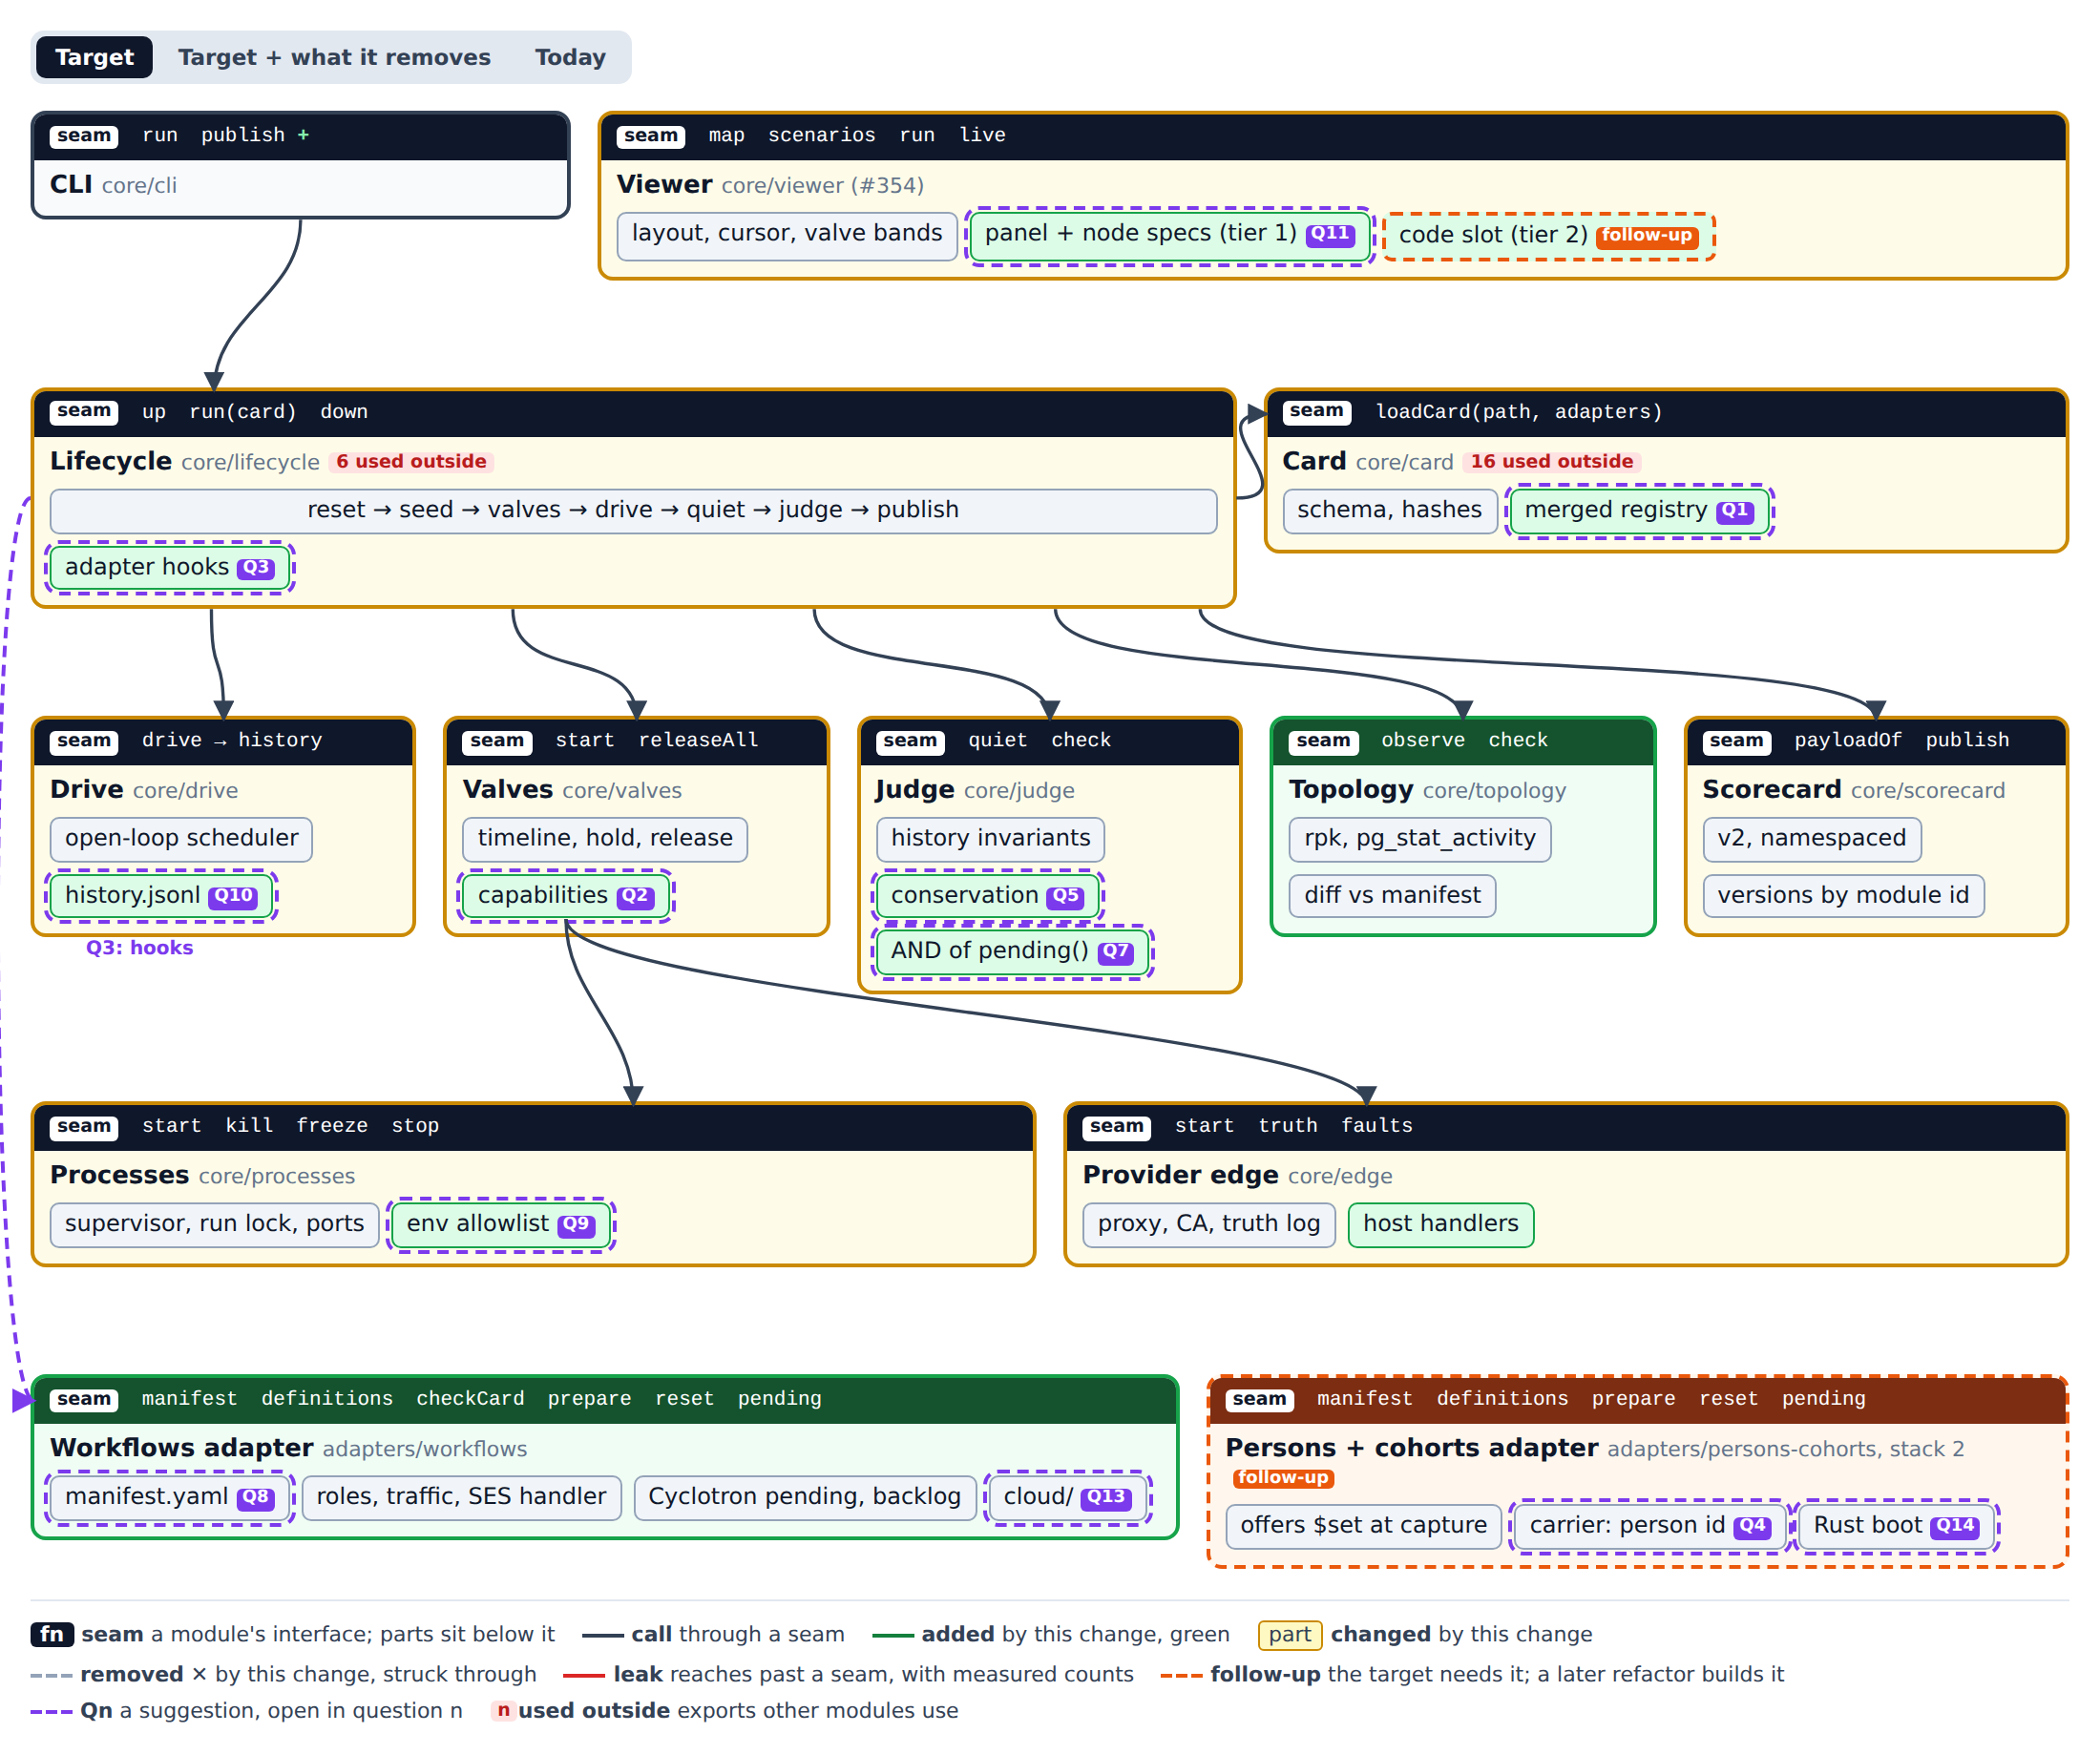 Target Target + what it removes Today
seam run publish +
CLI core/cli
seam map scenarios run live
Viewer core/viewer (#354)
layout, cursor, valve bands
panel + node specs (tier 1) Q11
code slot (tier 2) follow-up
seam up run(card) down
Lifecycle core/lifecycle 6 used outside
reset → seed → valves → drive → quiet → judge → publish
adapter hooks Q3
seam loadCard(path, adapters)
Card core/card 16 used outside
schema, hashes
merged registry Q1
seam drive → history
Drive core/drive
open-loop scheduler
history.jsonl Q10
Q3: hooks
seam start releaseAll
Valves core/valves
timeline, hold, release
capabilities Q2
seam quiet check
Judge core/judge
history invariants
conservation Q5
AND of pending() Q7
seam observe check
Topology core/topology
rpk, pg_stat_activity
diff vs manifest
seam payloadOf publish
Scorecard core/scorecard
v2, namespaced
versions by module id
seam start kill freeze stop
Processes core/processes
supervisor, run lock, ports
env allowlist Q9
seam start truth faults
Provider edge core/edge
proxy, CA, truth log
host handlers
seam manifest definitions checkCard prepare reset pending
Workflows adapter adapters/workflows
manifest.yaml Q8
roles, traffic, SES handler
Cyclotron pending, backlog
cloud/ Q13
seam manifest definitions prepare reset pending
Persons + cohorts adapter adapters/persons-cohorts, stack 2
follow-up
offers $set at capture
carrier: person id Q4
Rust boot Q14
fn seam a module's interface; parts sit below it call through a seam added by this change, green part changed by this change
removed ✕ by this change, struck through leak reaches past a seam, with measured counts follow-up the target needs it; a later refactor builds it
Qn a suggestion, open in question n n used outside exports other modules use